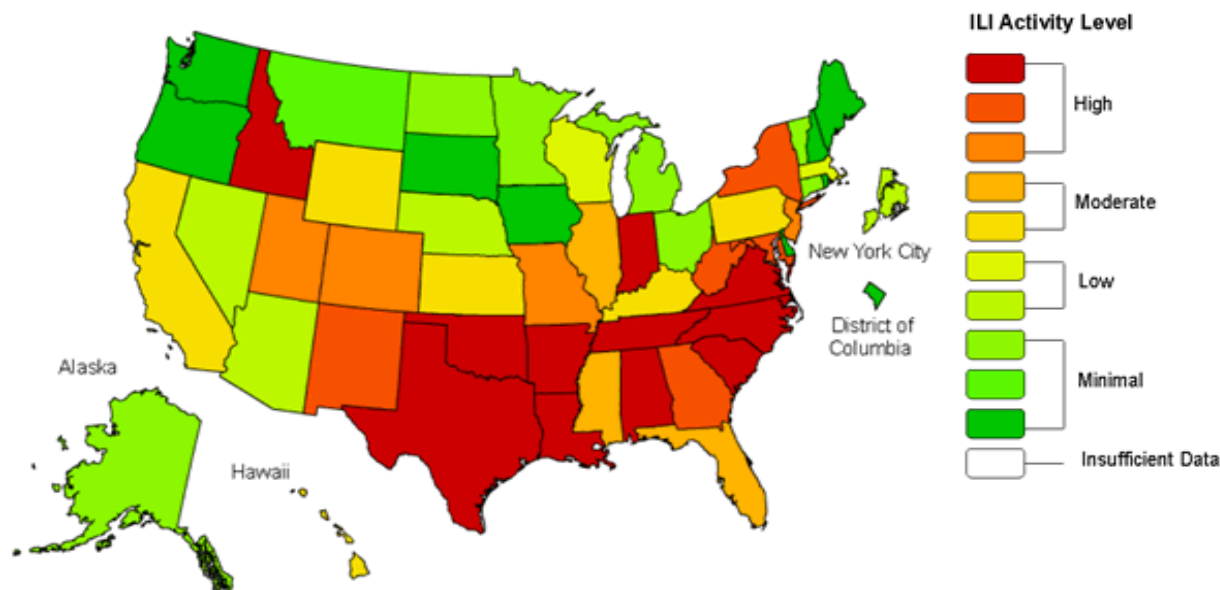 ILI Activity Level
High
Moderate
Low
Minimal
Insufficient Data
New York City
District of
Columbia
Alaska
Hawaii